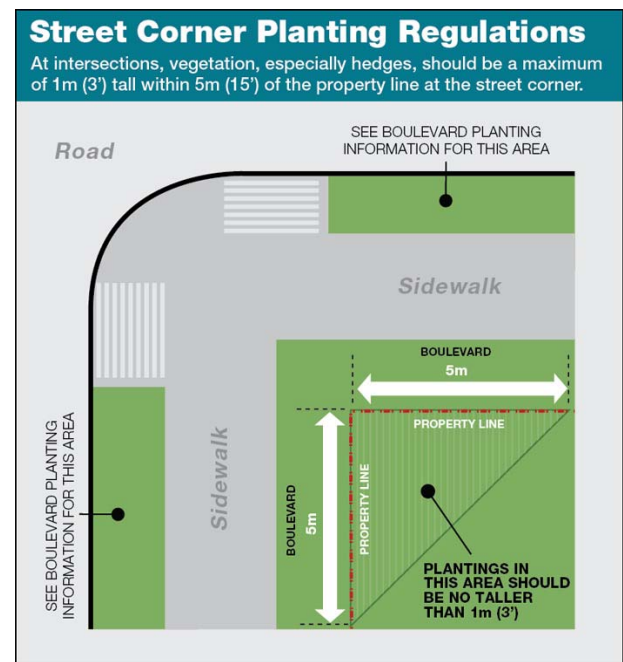 Street Corner Planting Regulations
At intersections, vegetation, especially hedges, should be a maximum
of 1m (3’) tall within 5m (15’) of the property line at the street corner.
Road
SEE BOULEVARD PLANTING
INFORMATION FOR THIS AREA
Sidewalk
BOULEVARD
5m
PROPERTY LINE
SEE BOULEVARD PLANTING
INFORMATION FOR THIS AREA
Sidewalk
BOULEVARD
5m
PROPERTY LINE
PLANTINGS IN
THIS AREA SHOULD
BE NO TALLER
THAN 1m (3’)